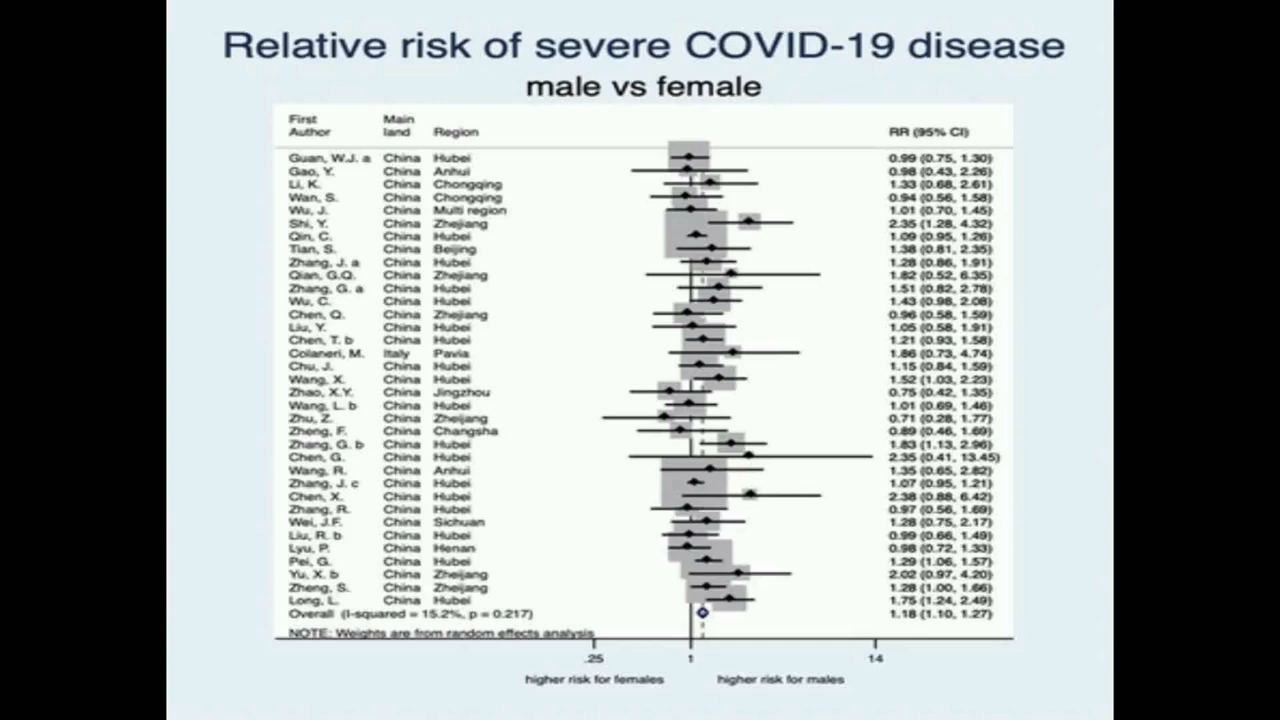 Relative risk of severe COVID-19 disease
male vs female
First Author Main land Region RR (95% CI)
Guan, W.J. a China Hubei 0.99 (0.75, 1.30)
Gao, Y. China Anhui 0.98 (0.43, 2.26)
Li, K. China Chongqing 1.33 (0.68, 2.61)
Wan, S. China Chongqing 0.94 (0.56, 1.58)
Wu, J. China Multi region 1.01 (0.70, 1.45)
Shi, Y. China Zhejiang 2.35 (1.28, 4.32)
Qin, C. China Hubei 1.09 (0.95, 1.26)
Tian, S. China Beijing 1.38 (0.81, 2.35)
Zhang, J. a China Hubei 1.28 (0.86, 1.91)
Qian, G.Q. China Zhejiang 1.82 (0.52, 6.35)
Zhang, G. a China Hubei 1.51 (0.82, 2.78)
Wu, C. China Hubei 1.43 (0.98, 2.08)
Chen, Q. China Zhejiang 0.96 (0.58, 1.59)
Liu, Y. China Hubei 1.05 (0.58, 1.91)
Chen, T. b China Hubei 1.21 (0.93, 1.58)
Colaneri, M. Italy Pavia 1.86 (0.73, 4.74)
Chu, J. China Hubei 1.15 (0.84, 1.59)
Wang, X. China Hubei 1.52 (1.03, 2.23)
Zhao, X.Y. China Jingzhou 0.75 (0.42, 1.35)
Wang, L. b China Hubei 1.01 (0.69, 1.46)
Zhu, Z. China Zheijang 0.71 (0.28, 1.77)
Zheng, F. China Changsha 0.89 (0.46, 1.69)
Zhang, G. b China Hubei 1.83 (1.13, 2.96)
Chen, G. China Hubei 2.35 (0.41, 13.45)
Wang, R. China Anhui 1.35 (0.65, 2.82)
Zhang, J. c China Hubei 1.07 (0.95, 1.21)
Chen, X. China Hubei 2.38 (0.88, 6.42)
Zhang, R. China Hubei 0.97 (0.56, 1.69)
Wei, J.F. China Sichuan 1.28 (0.75, 2.17)
Liu, R. b China Hubei 0.99 (0.66, 1.49)
Lyu, P. China Henan 0.98 (0.72, 1.33)
Pei, G. China Hubei 1.29 (1.06, 1.57)
Yu, X. b China Zheijang 2.02 (0.97, 4.20)
Zheng, S. China Zheijang 1.28 (1.00, 1.66)
Long, L. China Hubei 1.75 (1.24, 2.49)
Overall (I-squared = 15.2%, p = 0.217) 1.18 (1.10, 1.27)
NOTE: Weights are from random effects analysis
.25 1 14
higher risk for females higher risk for males